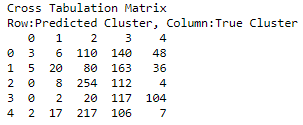 Cross Tabulation Matrix
Row:Predicted Cluster, Column:True Cluster
0 1 2 3 4
0 3 6 110 140 48
1 5 20 80 163 36
2 0 8 254 112 4
3 0 2 20 117 104
4 2 17 217 106 7